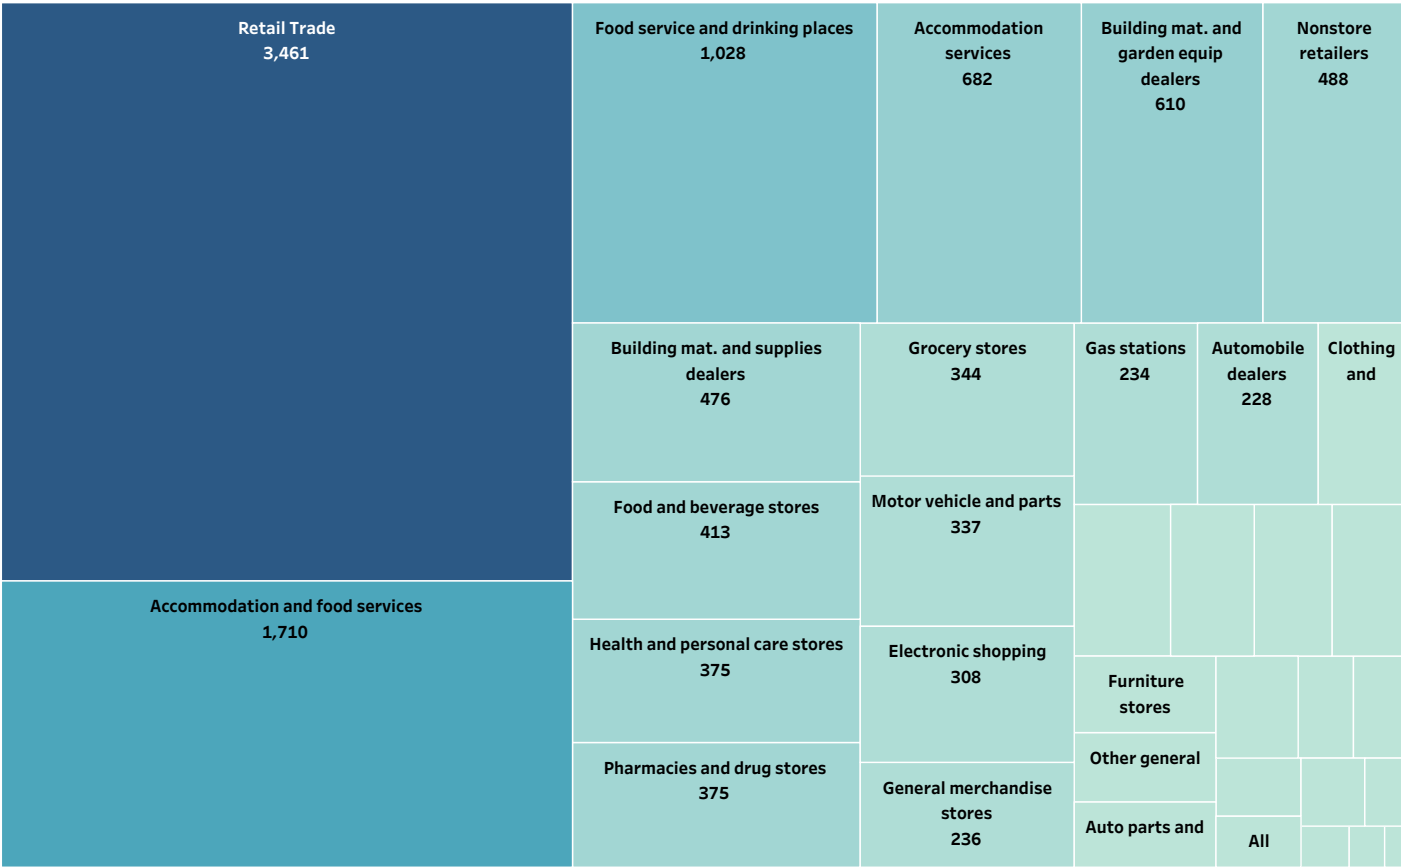 Retail Trade
3,461
Accommodation and food services
1,710
Food service and drinking places
1,028
Accommodation
services
682
Building mat. and
garden equip
dealers
610
Nonstore
retailers
488
Building mat. and supplies
dealers
476
Food and beverage stores
413
Health and personal care stores
375
Pharmacies and drug stores
375
Grocery stores
344
Motor vehicle and parts
337
Electronic shopping
308
General merchandise
stores
236
Gas stations
234
Automobile
dealers
228
Clothing
and
Furniture
stores
Other general
Auto parts and
All